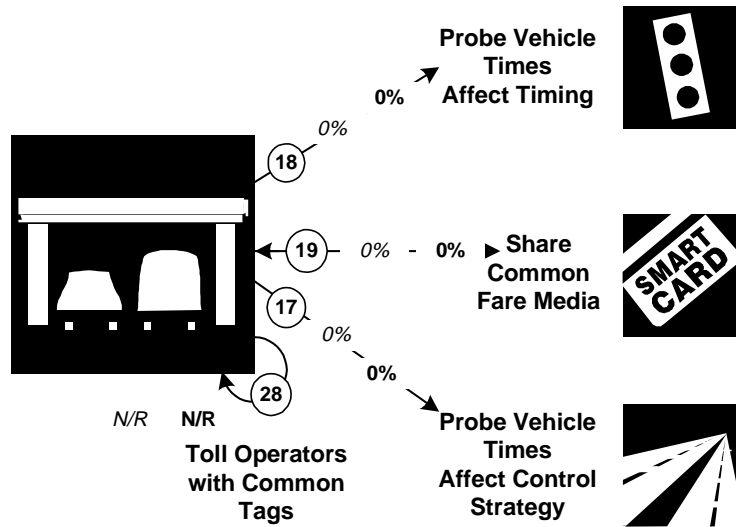 Probe Vehicle
Times
Affect Timing
0%
0%
18
19
0%
0%
Share
Common
Fare Media
SMART
CARD
17
0%
0%
28
N/R
N/R
Toll Operators
with Common
Tags
Probe Vehicle
Times
Affect Control
Strategy